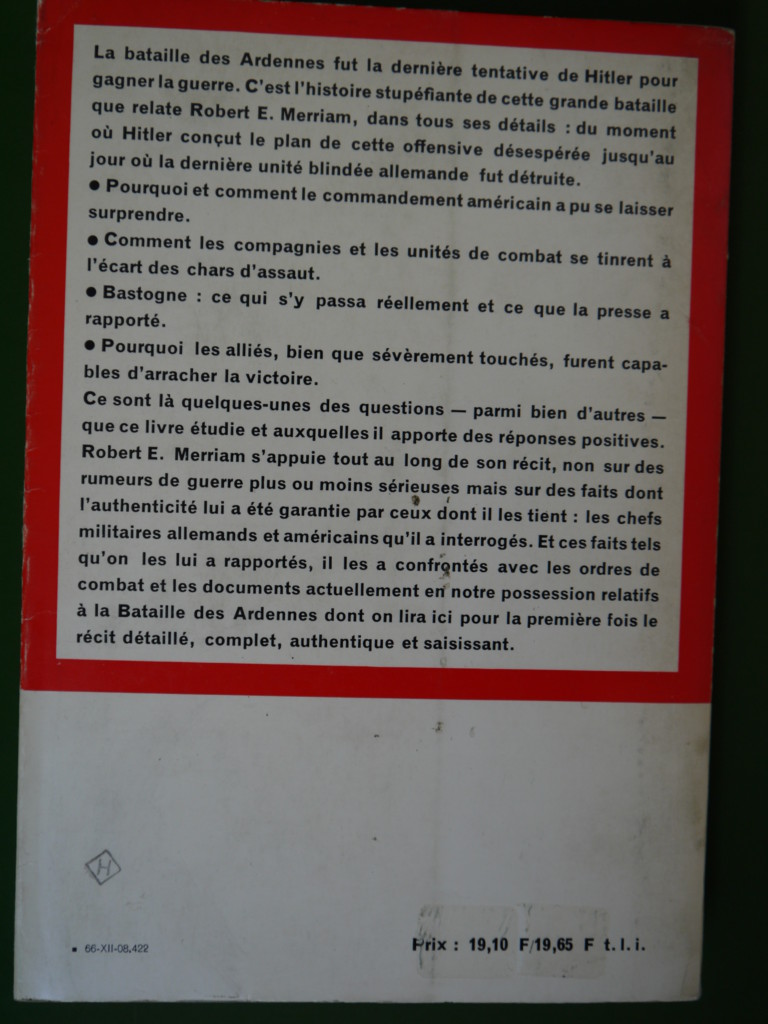 La bataille des Ardennes fut la dernière tentative de Hitler pour
gagner la guerre. C'est l'histoire stupéfiante de cette grande bataille
que relate Robert E. Merriam, dans tous ses détails : du moment
où Hitler conçut le plan de cette offensive désespérée jusqu'au
jour où la dernière unité blindée allemande fut détruite.
● Pourquoi et comment le commandement américain a pu se laisser
surprendre.
● Comment les compagnies et les unités de combat se tinrent à
l'écart des chars d'assaut.
● Bastogne : ce qui s'y passa réellement et ce que la presse a
rapporté.
● Pourquoi les alliés, bien que sévèrement touchés, furent capa-
bles d'arracher la victoire.
Ce sont là quelques-unes des questions — parmi bien d'autres —
que ce livre étudie et auxquelles il apporte des réponses positives.
Robert E. Merriam s'appuie tout au long de son récit, non sur des
rumeurs de guerre plus ou moins sérieuses mais sur des faits dont
l'authenticité lui a été garantie par ceux dont il les tient : les chefs
militaires allemands et américains qu'il a interrogés. Et ces faits tels
qu'on les lui a rapportés, il les a confrontés avec les ordres de
combat et les documents actuellement en notre possession relatifs
à la Bataille des Ardennes dont on lira ici pour la première fois le
récit détaillé, complet, authentique et saisissant.
H
▪ 66-XII-08.422
Prix : 19,10 F/19,65 F t. l. i.